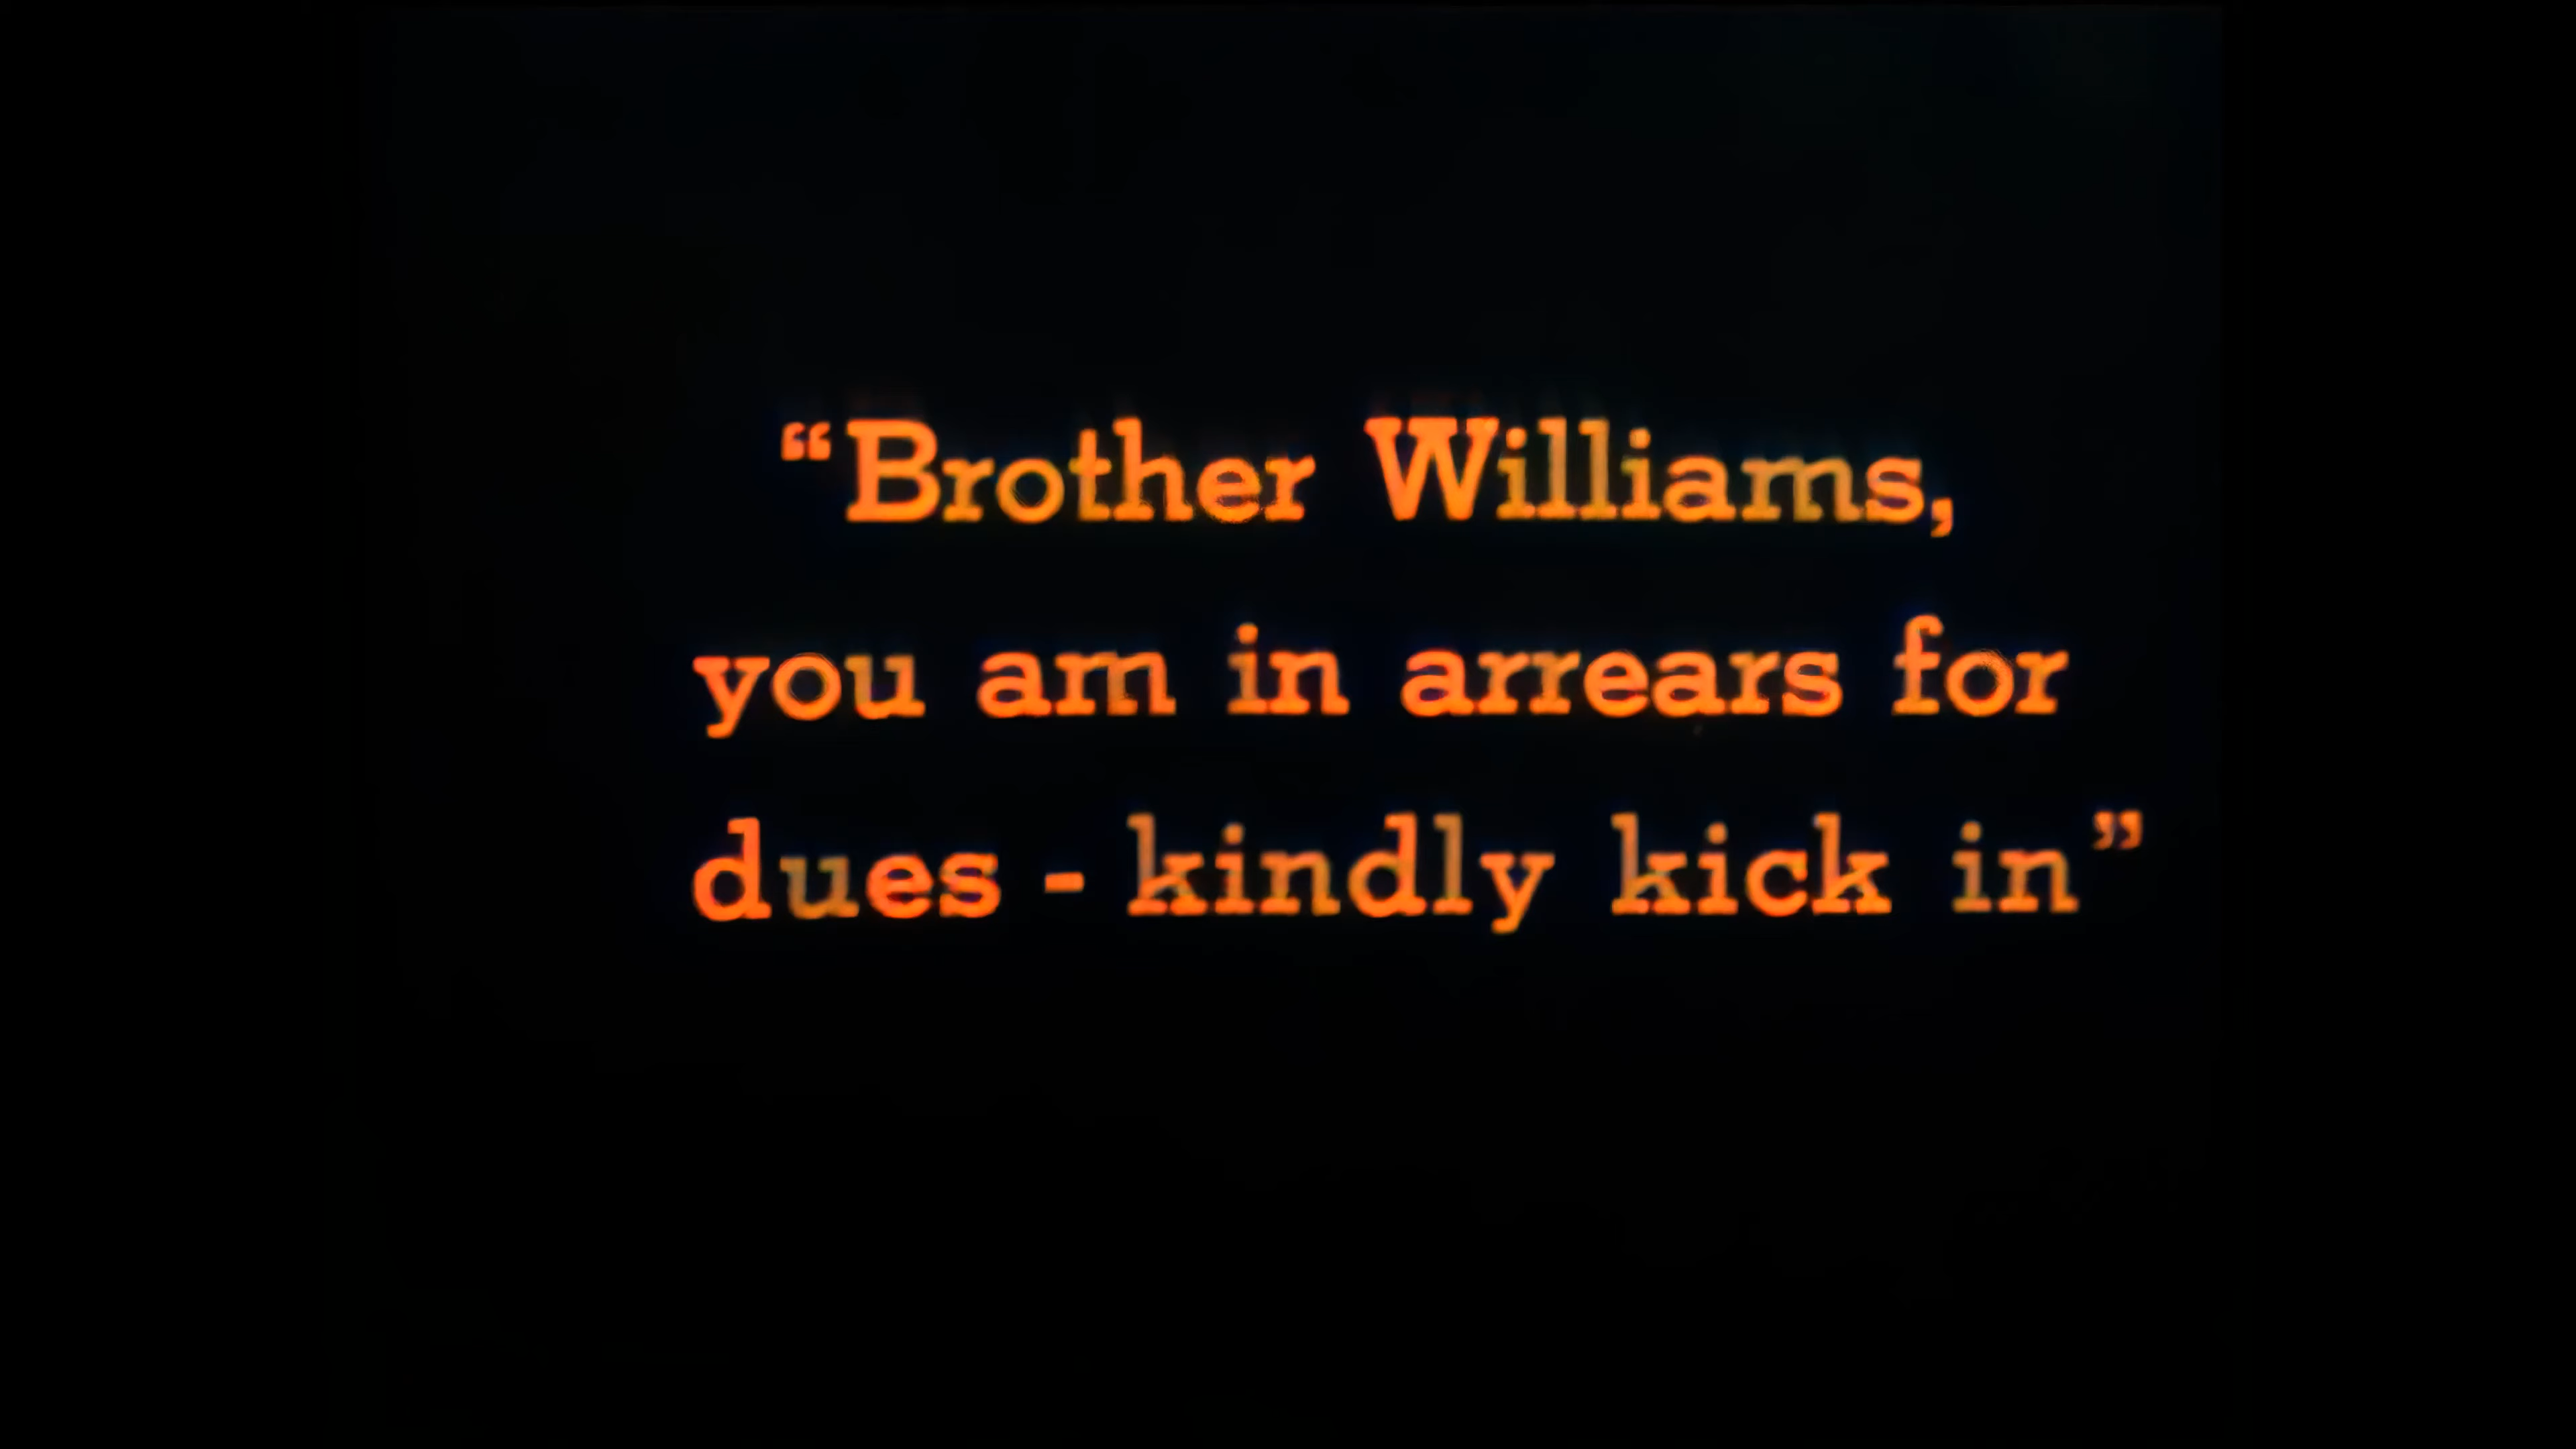 “Brother Williams,
you am in arrears for
dues - kindly kick in”